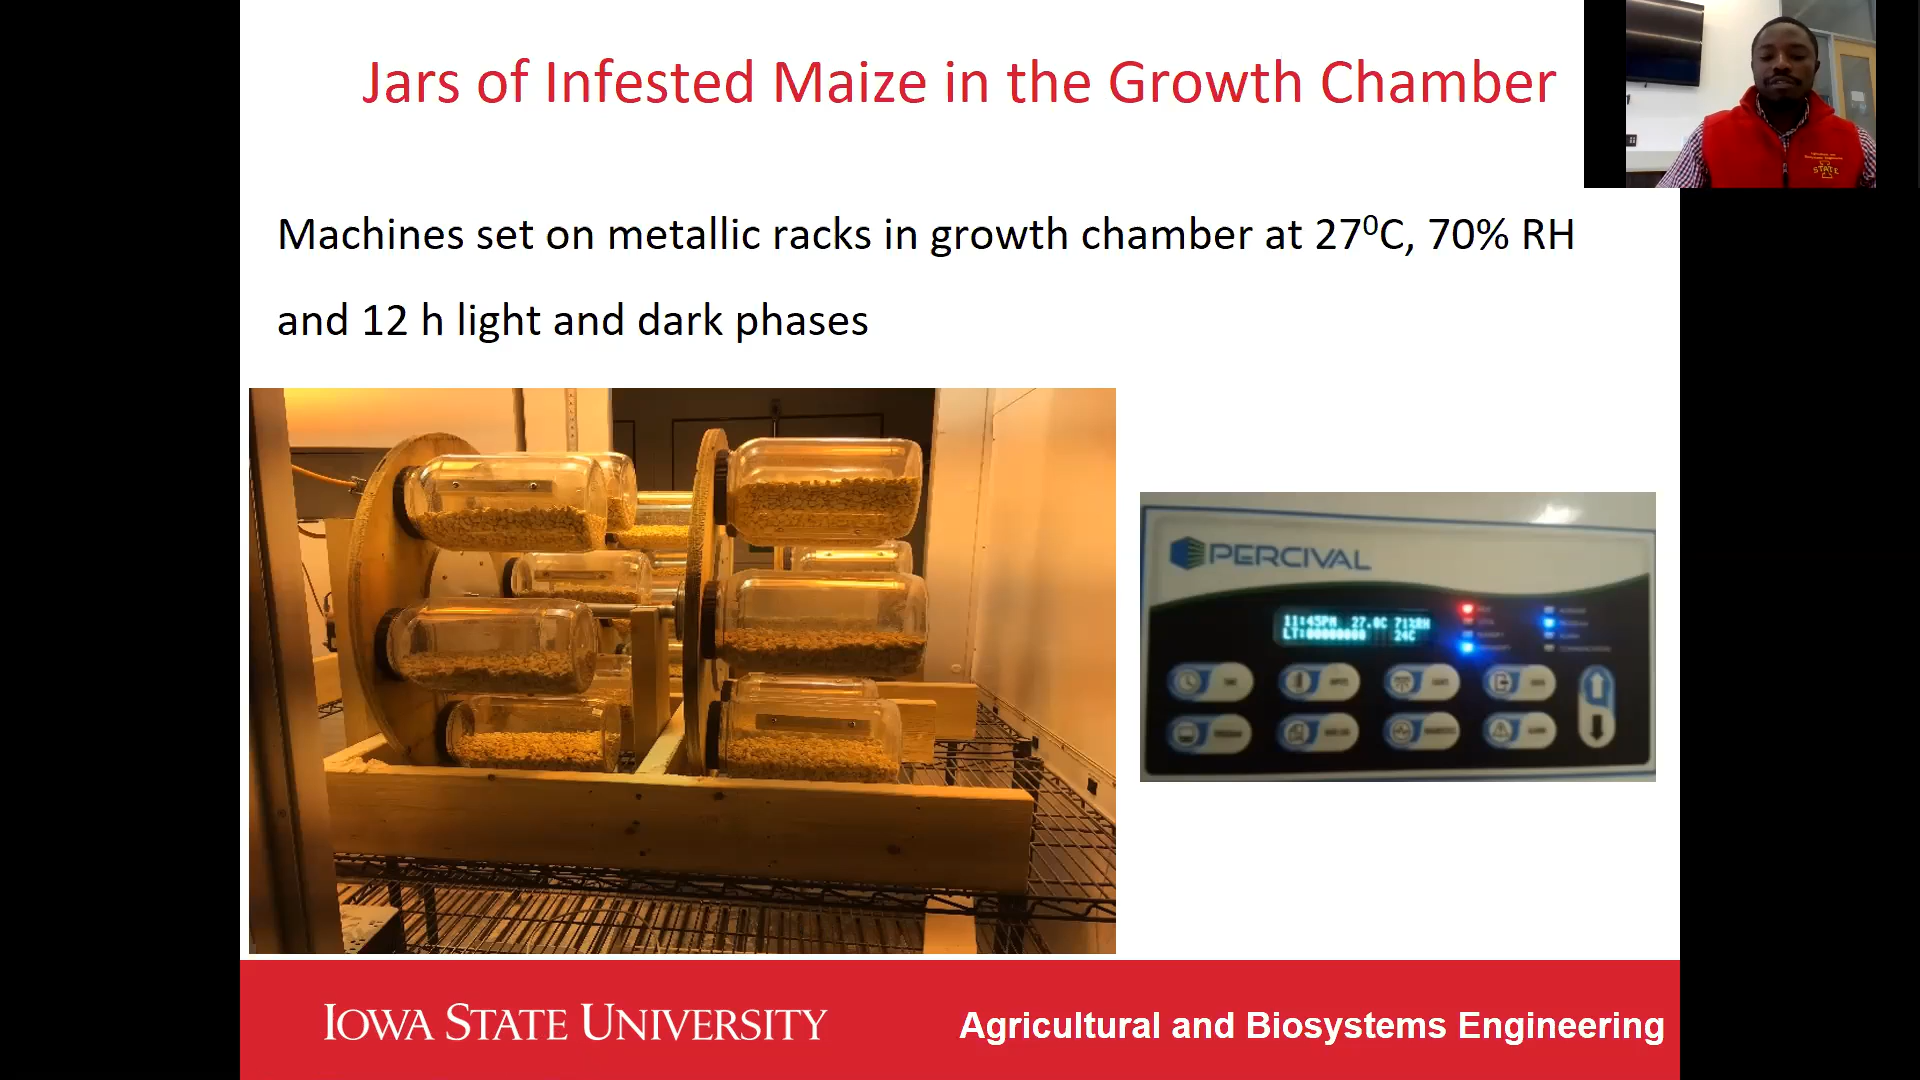 Jars of Infested Maize in the Growth Chamber
STATE
Machines set on metallic racks in growth chamber at 27⁰C, 70% RH
and 12 h light and dark phases
PERCIVAL
11:45PM 27.0C 71%RH
LT:00000000 24C
IOWA STATE UNIVERSITY
Agricultural and Biosystems Engineering